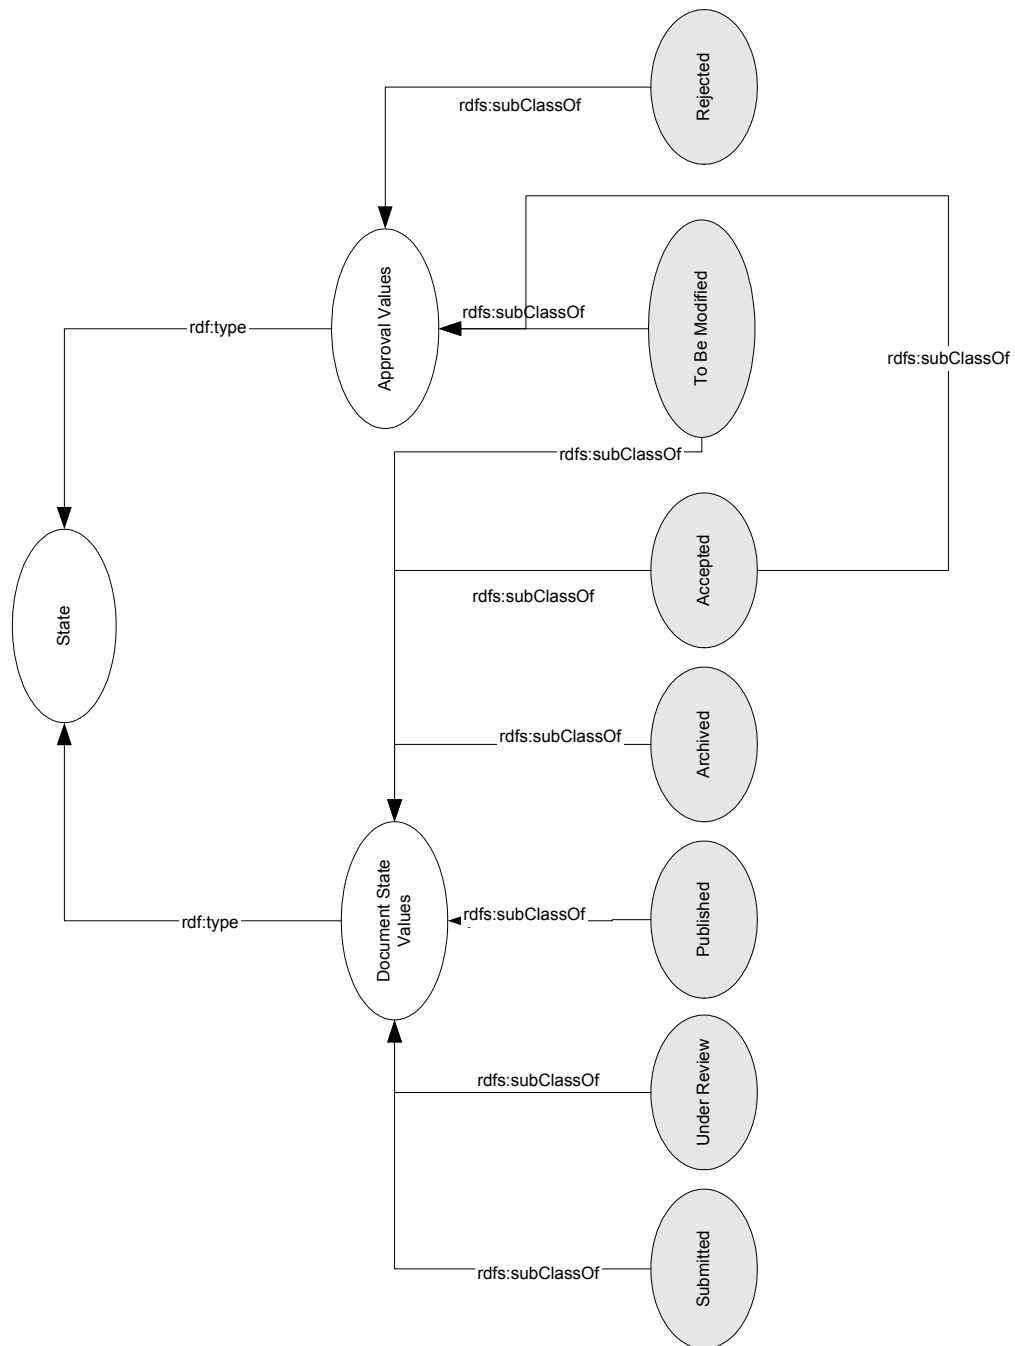 Rejected
rdfs:subClassOf
rdfs:subClassOf
To Be Modified
Approval Values
rdf:type
rdfs:subClassOf
rdfs:subClassOf
State
rdfs:subClassOf
Accepted
rdfs:subClassOf
Archived
Document State
Values
rdf:type
rdfs:subClassOf
Published
rdfs:subClassOf
Under Review
rdfs:subClassOf
Submitted